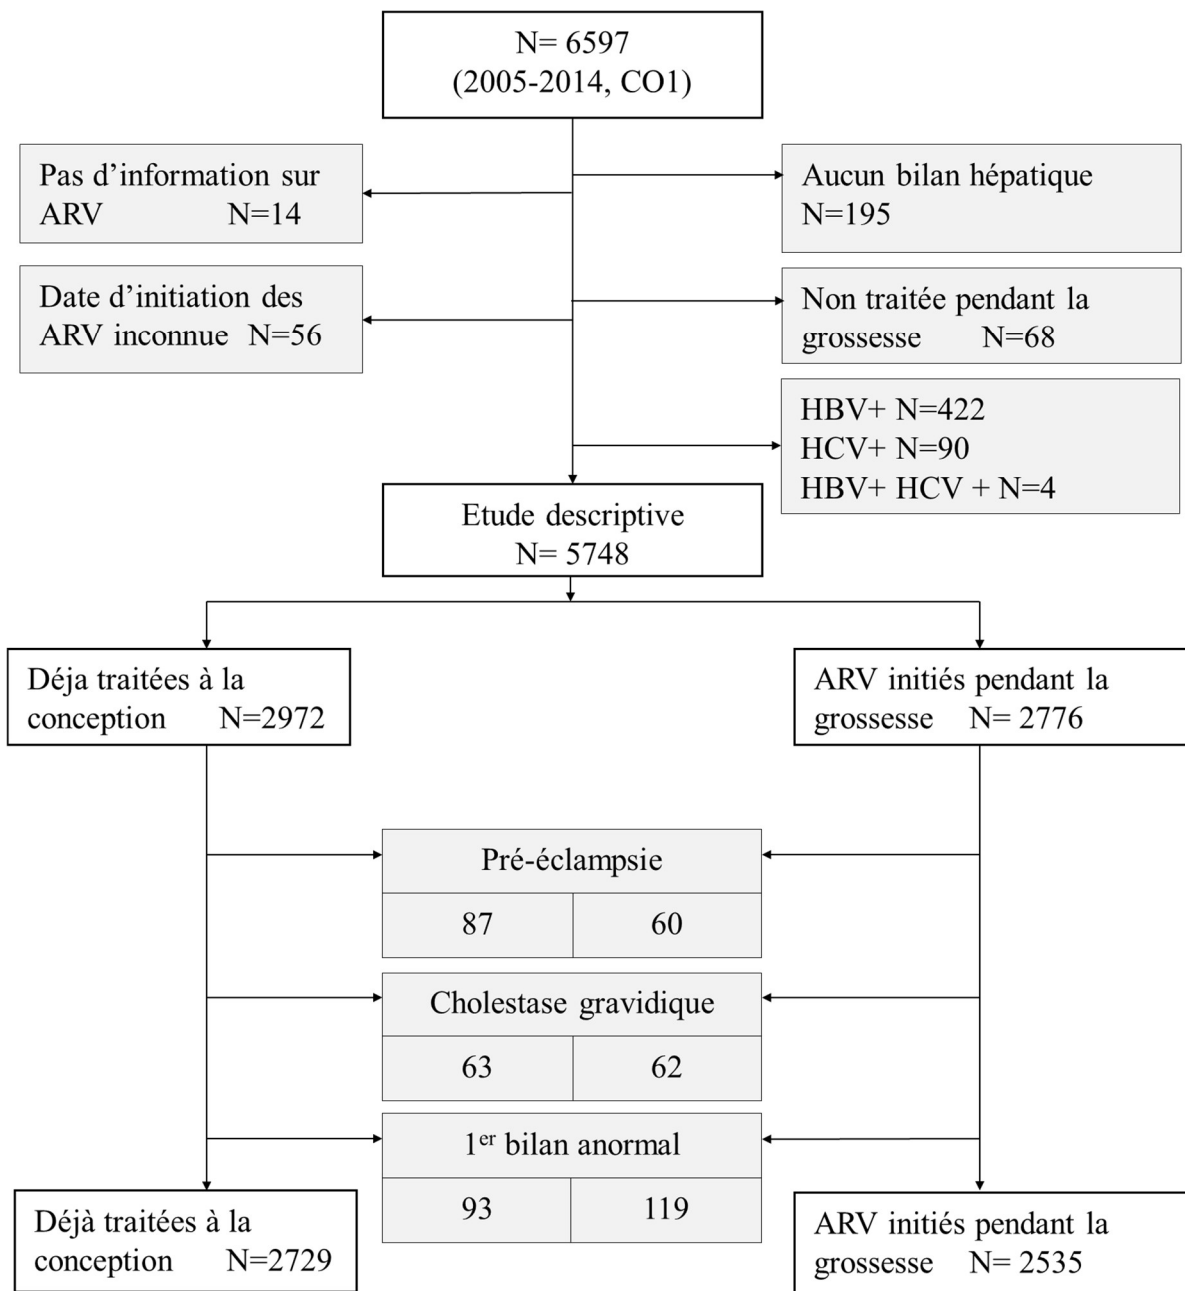 N= 6597
(2005-2014, CO1)
Pas d’information sur
ARV N=14
Aucun bilan hépatique
N=195
Date d’initiation des
ARV inconnue N=56
Non traitée pendant la
grossesse N=68
HBV+ N=422
HCV+ N=90
HBV+ HCV + N=4
Etude descriptive
N= 5748
Déja traitées à la
conception N=2972
ARV initiés pendant la
grossesse N= 2776
Pré-éclampsie
87 60
Cholestase gravidique
63 62
1er bilan anormal
93 119
Déjà traitées à la
conception N=2729
ARV initiés pendant la
grossesse N= 2535